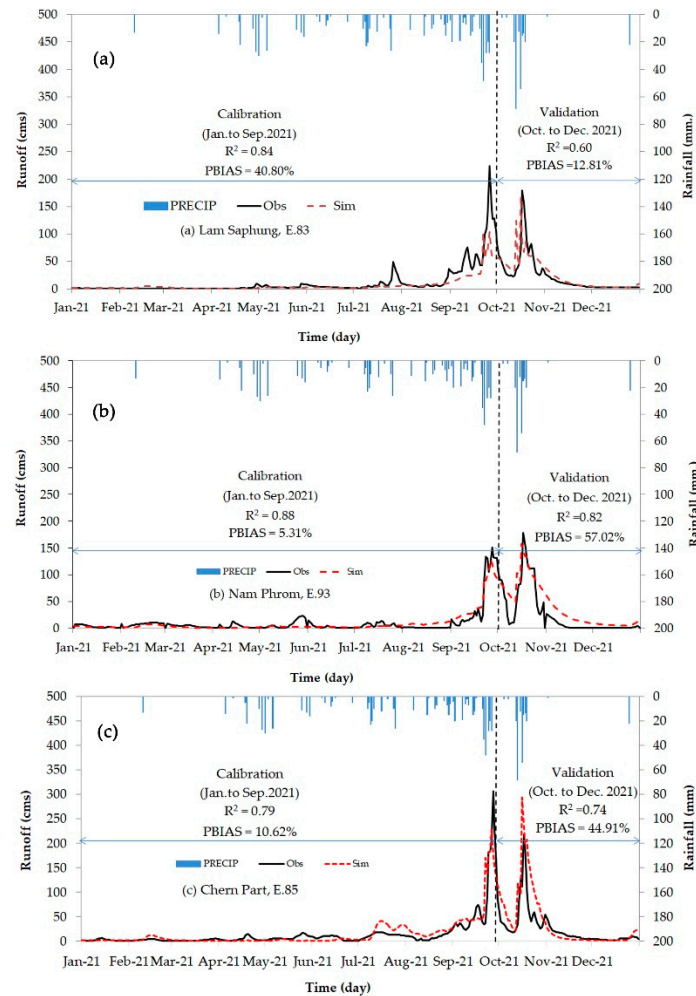 500
450
400
350
300
250
200
150
100
50
0
Runoff (cms)
(a)
Calibration
(Jan.to Sep.2021)
R² = 0.84
PBIAS = 40.80%
Validation
(Oct. to Dec. 2021)
R² = 0.60
PBIAS =12.81%
PRECIP Obs Sim
(a) Lam Saphung, E.83
0
20
40
60
80
100
120
140
160
180
200
Rainfall (mm.)
Jan-21 Feb-21 Mar-21 Apr-21 May-21 Jun-21 Jul-21 Aug-21 Sep-21 Oct-21 Nov-21 Dec-21
Time (day)
500
450
400
350
300
250
200
150
100
50
0
Runoff (cms)
(b)
Calibration
(Jan.to Sep.2021)
R² = 0.88
PBIAS = 5.31%
Validation
(Oct. to Dec. 2021)
R² =0.82
PBIAS = 57.02%
PRECIP Obs Sim
(b) Nam Phrom, E.93
0
20
40
60
80
100
120
140
160
180
200
Rainfall (mm.)
Jan-21 Feb-21 Mar-21 Apr-21 May-21 Jun-21 Jul-21 Aug-21 Sep-21 Oct-21 Nov-21 Dec-21
Time (day)
500
450
400
350
300
250
200
150
100
50
0
Runoff (cms)
(c)
Calibration
(Jan.to Sep.2021)
R² = 0.79
PBIAS = 10.62%
Validation
(Oct. to Dec. 2021)
R² =0.74
PBIAS = 44.91%
PRECIP Obs Sim
(c) Chern Part, E.85
0
20
40
60
80
100
120
140
160
180
200
Rainfall (mm)
Jan-21 Feb-21 Mar-21 Apr-21 May-21 Jun-21 Jul-21 Aug-21 Sep-21 Oct-21 Nov-21 Dec-21
Time (day)